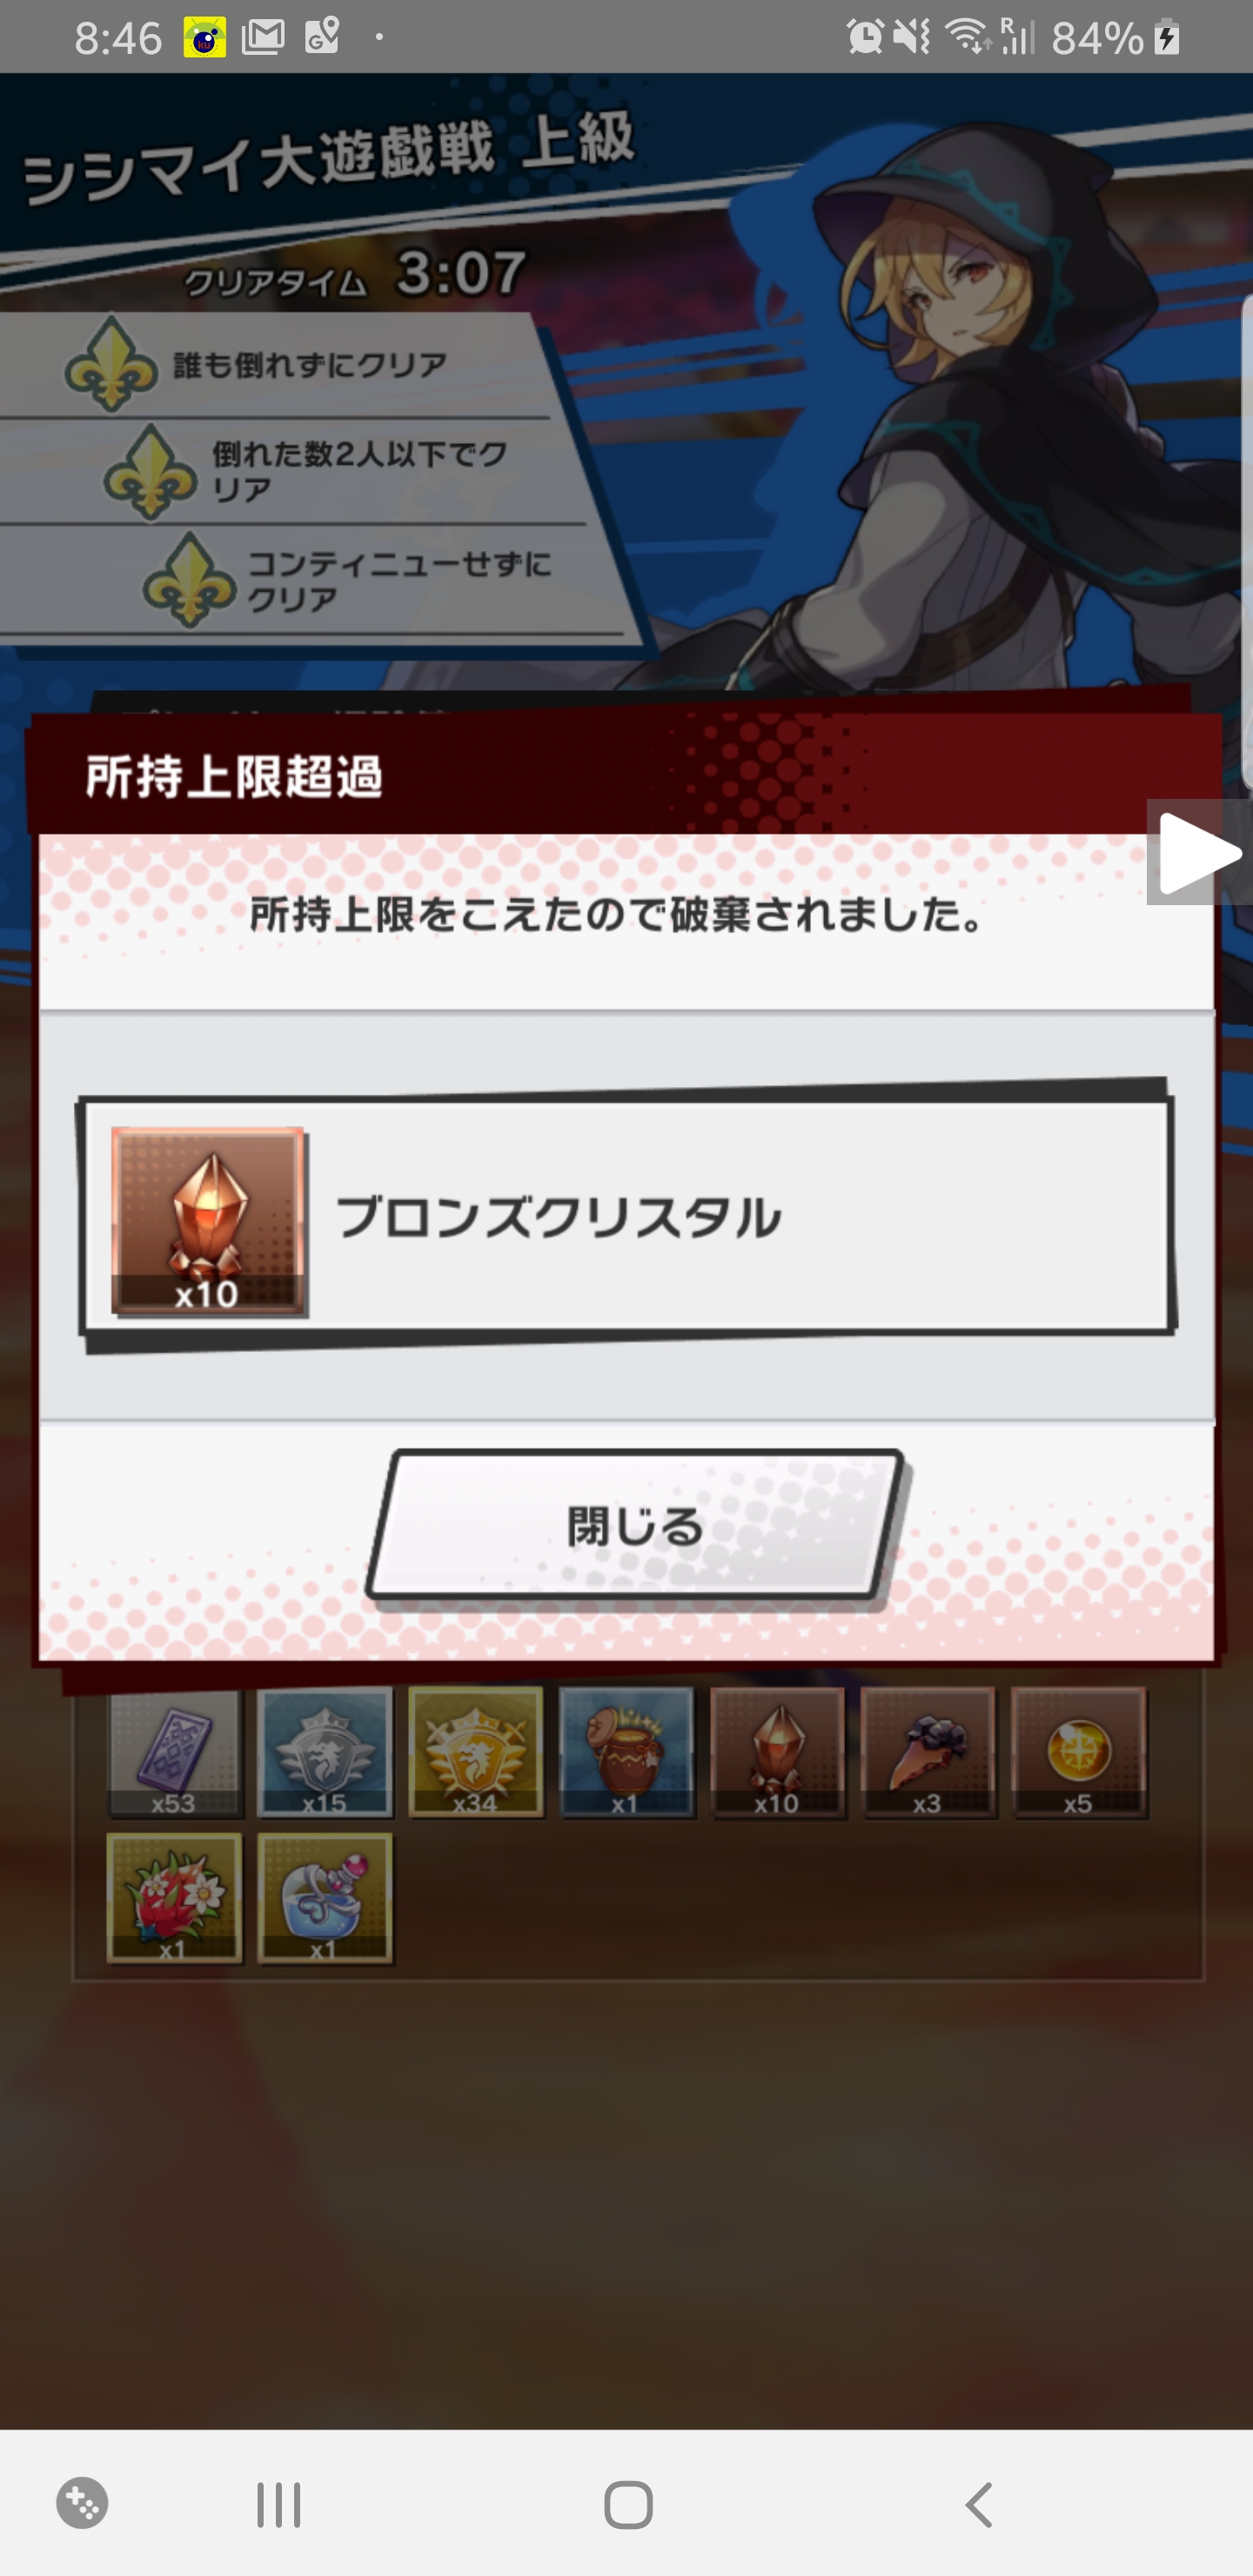 8:46
84%
シシマイ大遊戯戦 上級
クリアタイム 3:07
誰も倒れずにクリア
倒れた数2人以下でク
リア
コンティニューせずに
クリア
所持上限超過
所持上限をこえたので破棄されました。
ブロンズクリスタル
x10
閉じる
x53 x15 x34 x1 x10 x3 x5
x1 x1